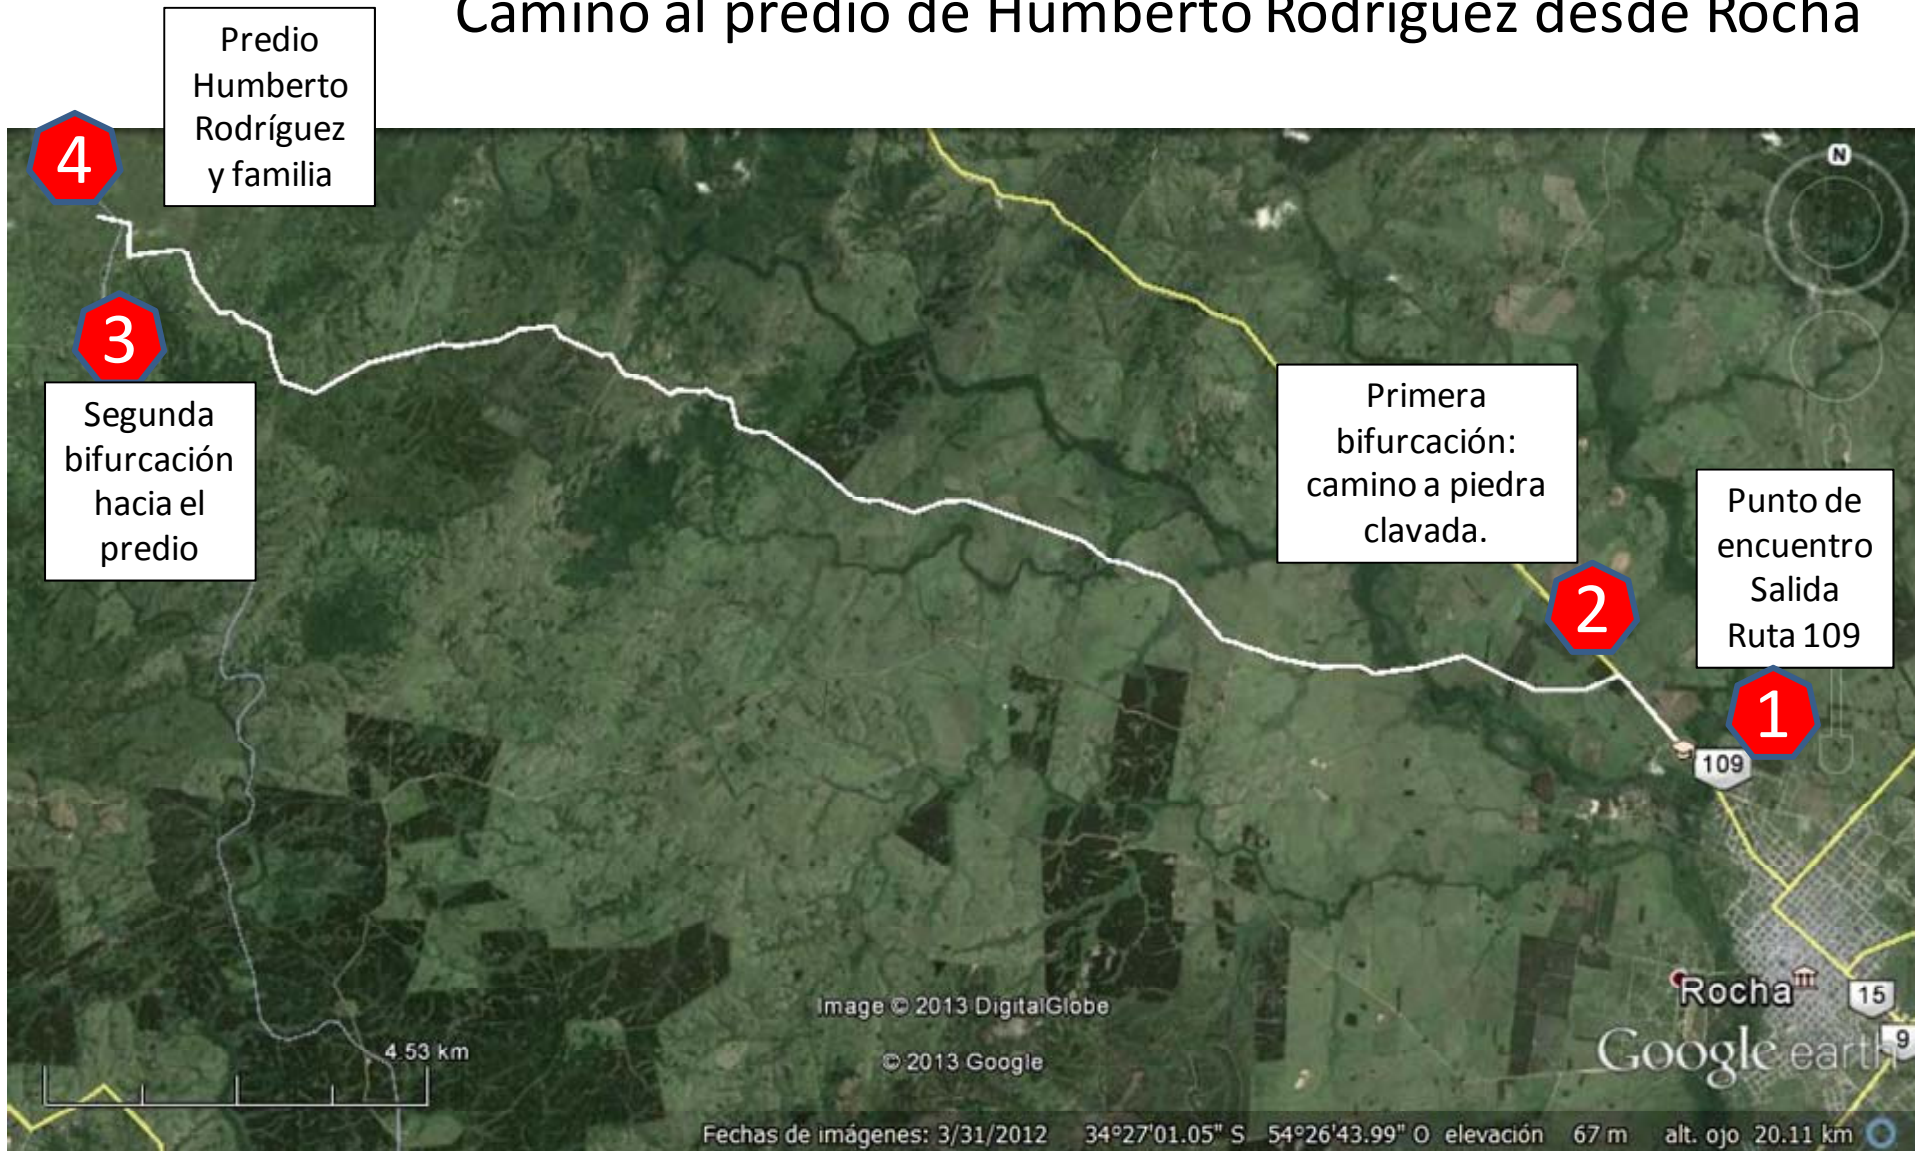 Camino al predio de Humberto Rodríguez desde Rocha
Predio
Humberto
Rodríguez
y familia
4
N
3
Segunda
bifurcación
hacia el
predio
Primera
bifurcación:
camino a piedra
clavada.
2
Punto de
encuentro
Salida
Ruta 109
1
109
Rocha
15
9
Google earth
Image © 2013 DigitalGlobe
© 2013 Google
4.53 km
Fechas de imágenes: 3/31/2012 34°27'01.05" S 54°26'43.99" O elevación 67 m alt. ojo 20.11 km